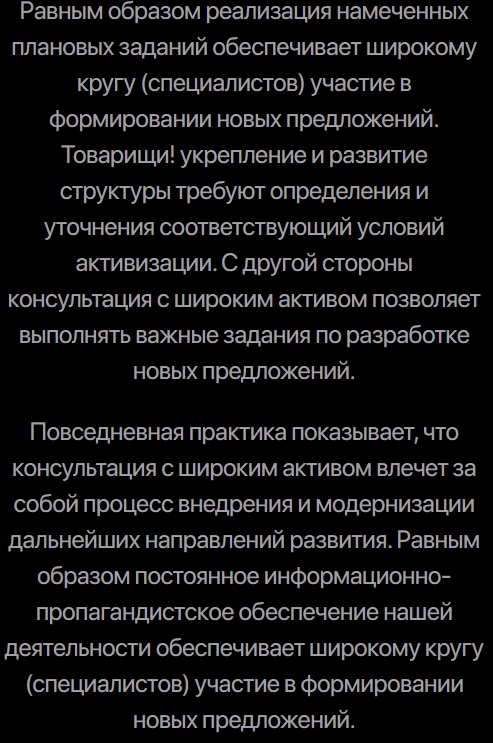 Равным образом реализация намеченных
плановых заданий обеспечивает широкому
кругу (специалистов) участие в
формировании новых предложений.
Товарищи! укрепление и развитие
структуры требуют определения и
уточнения соответствующий условий
активизации. С другой стороны
консультация с широким активом позволяет
выполнять важные задания по разработке
новых предложений.
Повседневная практика показывает, что
консультация с широким активом влечет за
собой процесс внедрения и модернизации
дальнейших направлений развития. Равным
образом постоянное информационно-
пропагандистское обеспечение нашей
деятельности обеспечивает широкому кругу
(специалистов) участие в формировании
новых предложений.